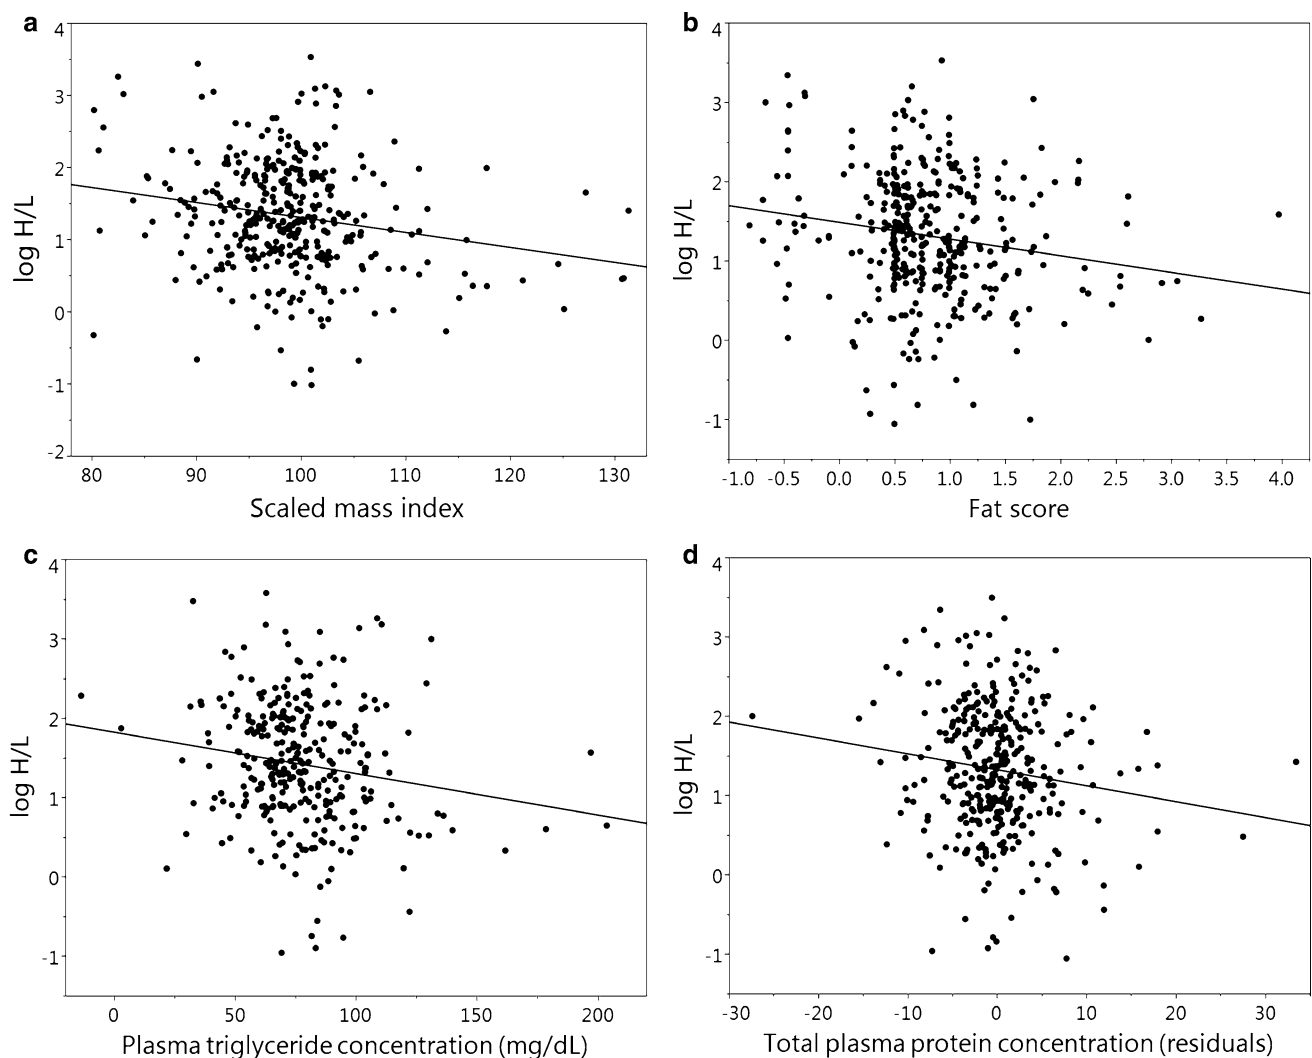 a
4
3
2
1
0
-1
-2
log H/L
80 90 100 110 120 130
Scaled mass index
b
4
3
2
1
0
-1
log H/L
-1.0 -0.5 0.0 0.5 1.0 1.5 2.0 2.5 3.0 3.5 4.0
Fat score
c
4
3
2
1
0
-1
log H/L
0 50 100 150 200
Plasma triglyceride concentration (mg/dL)
d
4
3
2
1
0
-1
log H/L
-30 -20 -10 0 10 20 30
Total plasma protein concentration (residuals)